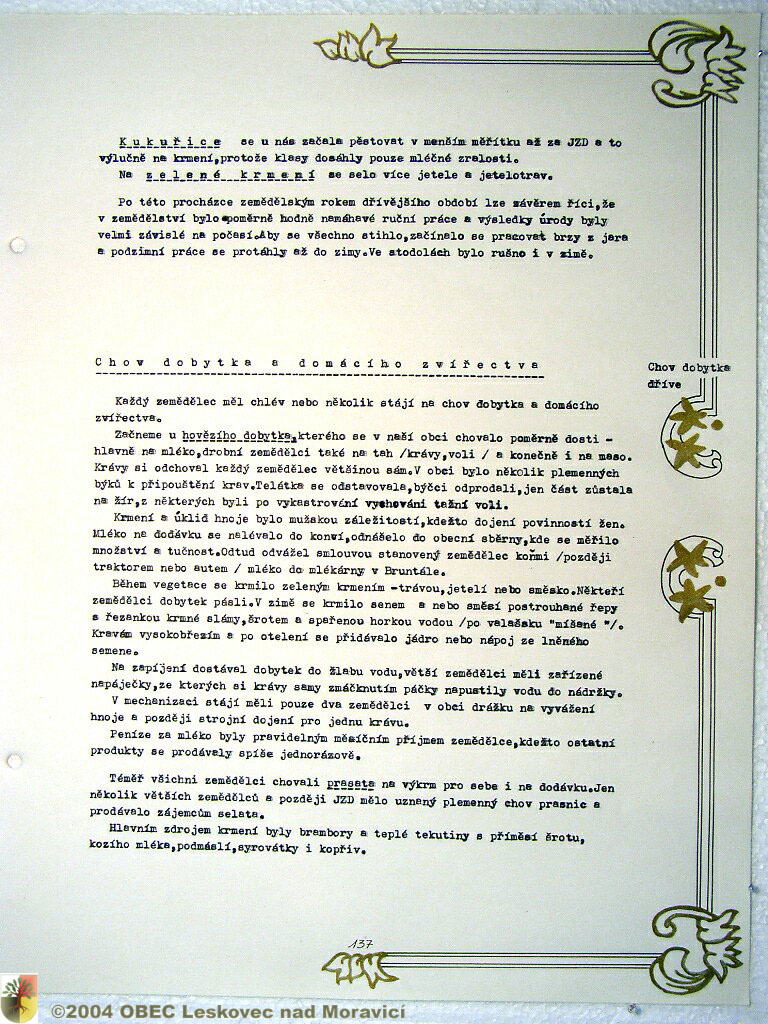 K u k u ř i c e se u nás začala pěstovat v menším měřítku až za JZD a to
výlučně na krmení,protože klasy dosáhly pouze mléčné zralosti.
Na z e l e n é k r m e n í se selo více jetele a jetelotrav.
Po této procházce zemědělským rokem dřívějšího období lze závěrem říci,že
v zemědělství bylo poměrně hodně namáhavé ruční práce a výsledky úrody byly
velmi závislé na počasí.Aby se všechno stihlo,začínalo se pracovat brzy z jara
a podzimní práce se protáhly až do zimy.Ve stodolách bylo rušno i v zimě.
C h o v d o b y t k a a d o m á c í h o z v í ř e c t v a
Chov dobytka
dříve
Každý zemědělec měl chlév nebo několik stájí na chov dobytka a domácího
zvířectva.
Začneme u hovězího dobytka,kterého se v naší obci chovalo poměrně dosti -
hlavně na mléko,drobní zemědělci také na tah /krávy,voli / a konečně i na maso.
Krávy si odchoval každý zemědělec většinou sám.V obci bylo několik plemenných
býků k připouštění krav.Telátka se odstavovala,býčci odprodali,jen část zůstala
na žír,z některých byli po vykastrování vychováni tažní voli.
Krmení a úklid hnoje bylo mužskou záležitostí,kdežto dojení povinností žen.
Mléko na dodávku se nalévalo do konví,odnášelo do obecní sběrny,kde se měřilo
množství a tučnost.Odtud odvážel smlouvou stanovený zemědělec koňmi /později
traktorem nebo autem / mléko do mlékárny v Bruntále.
Během vegetace se krmilo zeleným krmením -trávou,jetelí nebo směsko.Někteří
zemědělci dobytek pásli.V zimě se krmilo senem a nebo směsí postrouhané řepy
s řezankou krmné slámy,šrotem a spařenou horkou vodou /po valašsku "míšané "/.
Kravám vysokobřezím a po otelení se přidávalo jádro nebo nápoj ze lněného
semene.
Na zapíjení dostával dobytek do žlabu vodu,větší zemědělci měli zařízené
napáječky,ze kterých si krávy samy zmáčknutím páčky napustily vodu do nádržky.
V mechanizaci stájí měli pouze dva zemědělci v obci drážku na vyvážení
hnoje a později strojní dojení pro jednu krávu.
Peníze za mléko byly pravidelným měsíčním příjmem zemědělce,kdežto ostatní
produkty se prodávaly spíše jednorázově.
Téměř všichni zemědělci chovali prasata na výkrm pro sebe i na dodávku.Jen
několik větších zemědělců a později JZD mělo uznaný plemenný chov prasnic a
prodávalo zájemcům selata.
Hlavním zdrojem krmení byly brambory a teplé tekutiny s příměsí šrotu,
kozího mléka,podmáslí,syrovátky i kopřiv.
137
©2004 OBEC Leskovec nad Moravicí